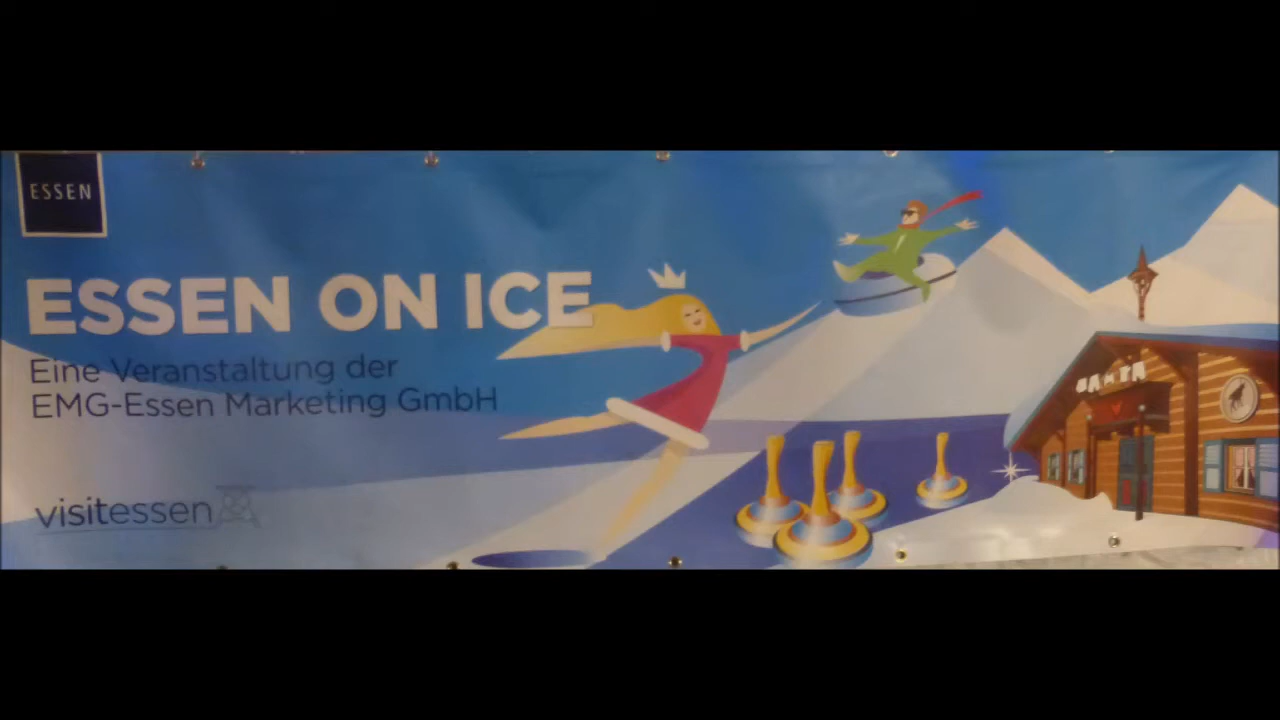 ESSEN
ESSEN ON ICE
Eine Veranstaltung der
EMG-Essen Marketing GmbH
visitessen